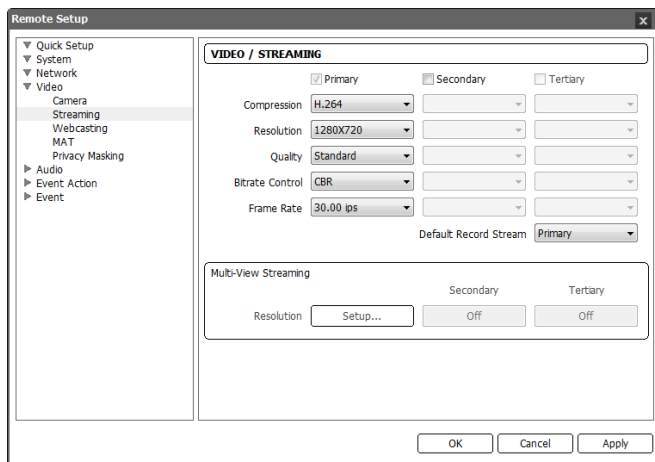 Remote Setup
x
Quick Setup
System
Network
Video
Camera
Streaming
Webcasting
MAT
Privacy Masking
Audio
Event Action
Event
VIDEO / STREAMING
Primary Secondary Tertiary
Compression H.264
Resolution 1280X720
Quality Standard
Bitrate Control CBR
Frame Rate 30.00 ips
Default Record Stream Primary
Multi-View Streaming
Secondary Tertiary
Resolution Setup... Off Off
OK Cancel Apply